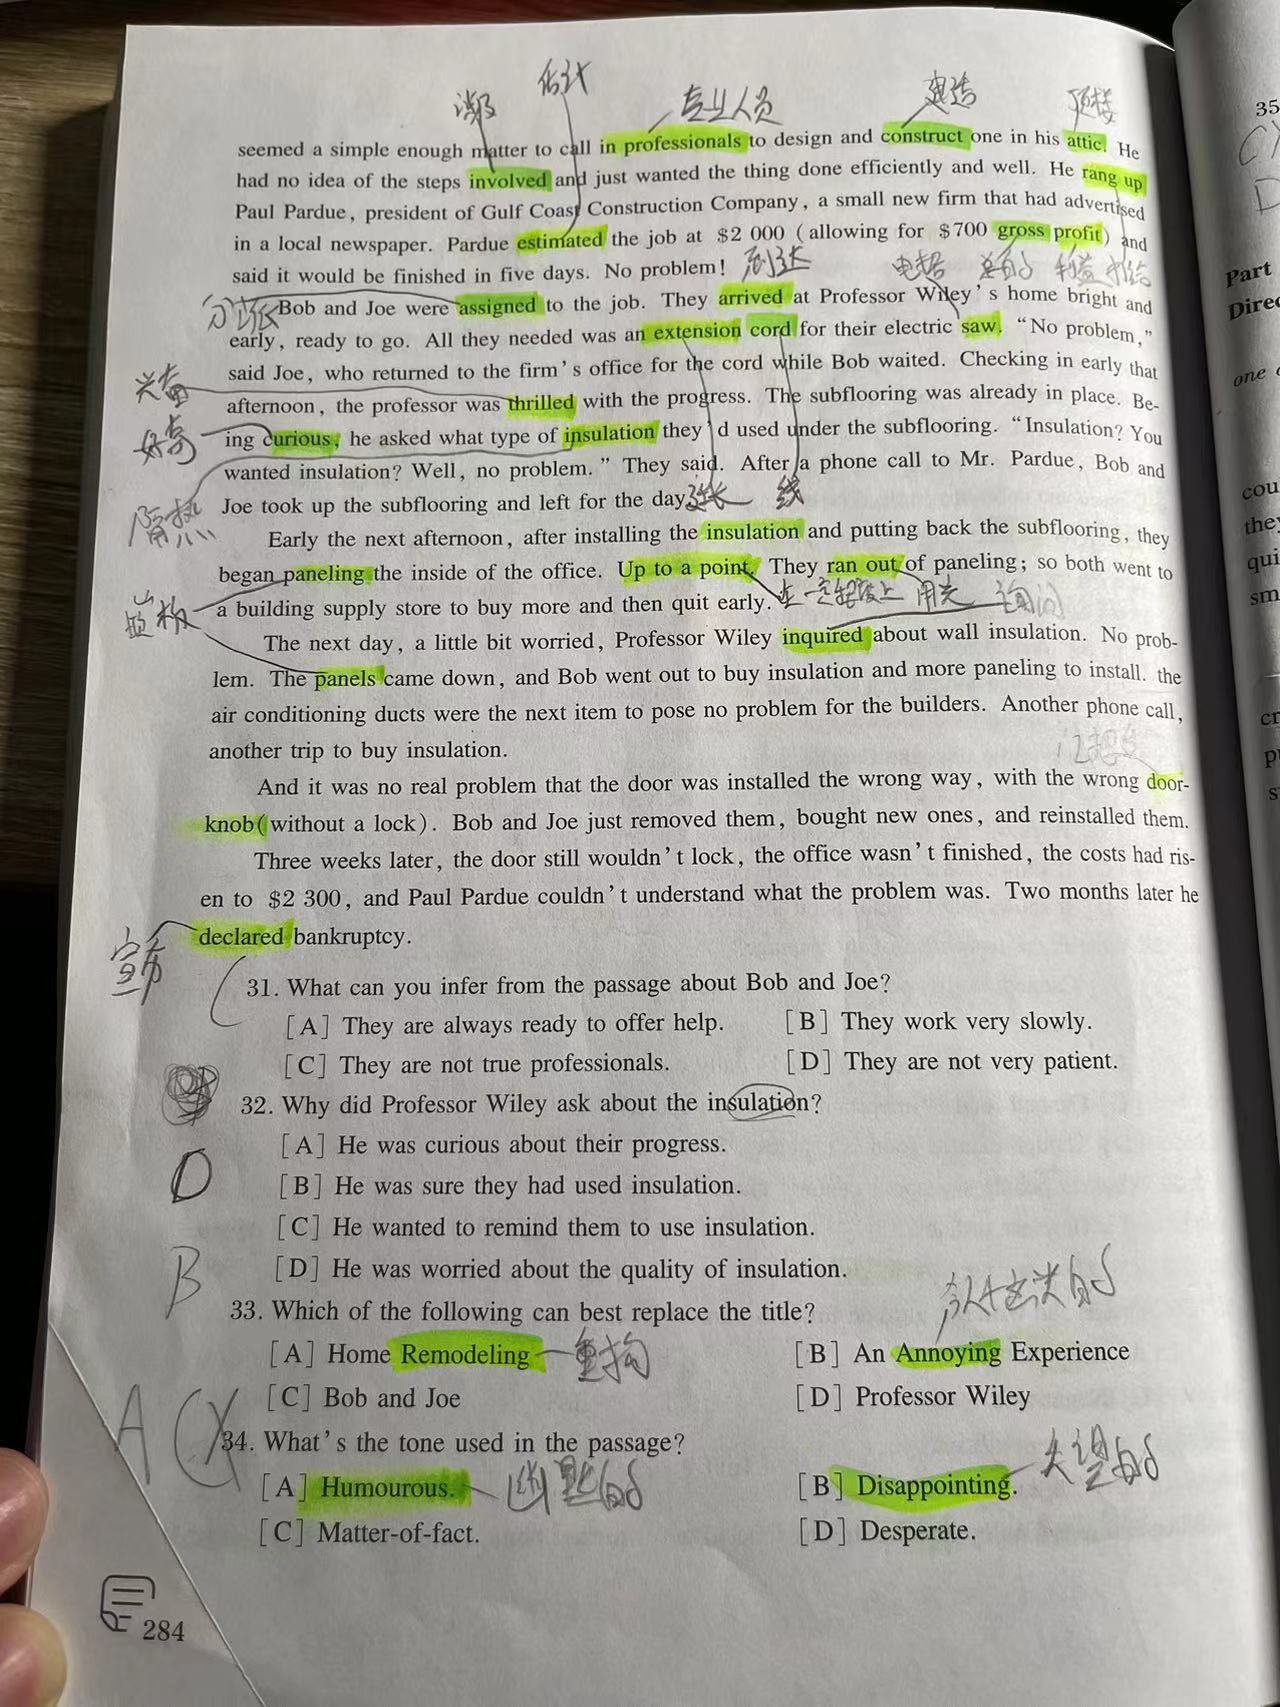 估计
涉及 专业人员 建造 顶楼
seemed a simple enough matter to call in professionals to design and construct one in his attic. He
had no idea of the steps involved and just wanted the thing done efficiently and well. He rang up
Paul Pardue, president of Gulf Coast Construction Company, a small new firm that had advertised
in a local newspaper. Pardue estimated the job at $2 000 (allowing for $700 gross profit) and
said it would be finished in five days. No problem! 到达 电锯 总的 利益
分派 Bob and Joe were assigned to the job. They arrived at Professor Wiley's home bright and
early, ready to go. All they needed was an extension cord for their electric saw. "No problem,"
said Joe, who returned to the firm's office for the cord while Bob waited. Checking in early that
兴奋
afternoon, the professor was thrilled with the progress. The subflooring was already in place. Be-
好奇 ing curious, he asked what type of insulation they'd used under the subflooring. "Insulation? You
wanted insulation? Well, no problem." They said. After a phone call to Mr. Pardue, Bob and
隔热 Joe took up the subflooring and left for the day. 延长 线
Early the next afternoon, after installing the insulation and putting back the subflooring, they
began paneling the inside of the office. Up to a point. They ran out of paneling; so both went to
a building supply store to buy more and then quit early. 在一定程度上 用完 询问
The next day, a little bit worried, Professor Wiley inquired about wall insulation. No prob-
lem. The panels came down, and Bob went out to buy insulation and more paneling to install. the
air conditioning ducts were the next item to pose no problem for the builders. Another phone call,
another trip to buy insulation.
门把
And it was no real problem that the door was installed the wrong way, with the wrong door-
knob(without a lock). Bob and Joe just removed them, bought new ones, and reinstalled them.
Three weeks later, the door still wouldn't lock, the office wasn't finished, the costs had ris-
en to $2 300, and Paul Pardue couldn't understand what the problem was. Two months later he
宣布 declared bankruptcy.
C 31. What can you infer from the passage about Bob and Joe?
[A] They are always ready to offer help. [B] They work very slowly.
[C] They are not true professionals. [D] They are not very patient.
32. Why did Professor Wiley ask about the insulation?
[A] He was curious about their progress.
D
[B] He was sure they had used insulation.
[C] He wanted to remind them to use insulation.
[D] He was worried about the quality of insulation.
B 33. Which of the following can best replace the title?
令人讨厌的
[A] Home Remodeling 重构 [B] An Annoying Experience
[C] Bob and Joe [D] Professor Wiley
A C 34. What's the tone used in the passage?
[A] Humourous. 幽默的 [B] Disappointing. 失望的
[C] Matter-of-fact. [D] Desperate.
284
35
C
D
Part
Direc
one
cou
they
qui
sm
cr
p
s